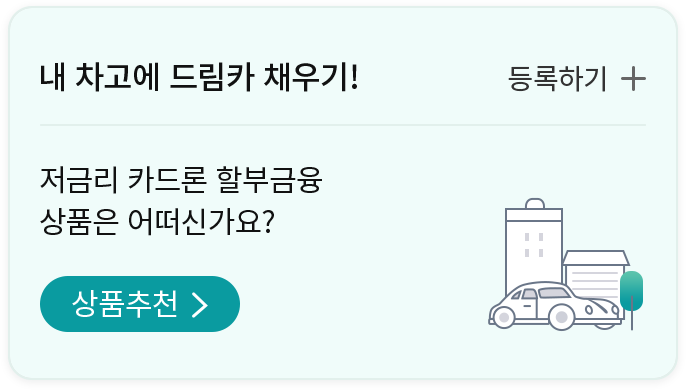 내 차고에 드림카 채우기!
등록하기
저금리 카드론 할부금융
상품은 어떠신가요?
상품추천